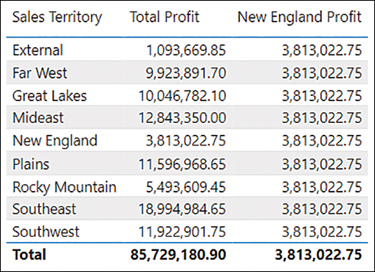 Sales Territory Total Profit New England Profit
External 1,093,669.85 3,813,022.75
Far West 9,923,891.70 3,813,022.75
Great Lakes 10,046,782.10 3,813,022.75
Mideast 12,843,350.00 3,813,022.75
New England 3,813,022.75 3,813,022.75
Plains 11,596,968.65 3,813,022.75
Rocky Mountain 5,493,609.45 3,813,022.75
Southeast 18,994,984.65 3,813,022.75
Southwest 11,922,901.75 3,813,022.75
Total 85,729,180.90 3,813,022.75